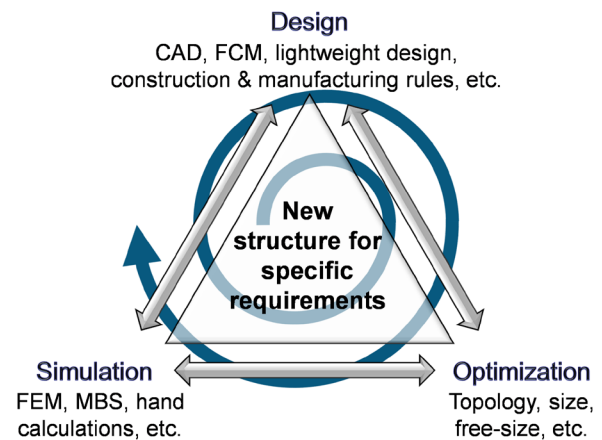 Design
CAD, FCM, lightweight design,
construction & manufacturing rules, etc.
New
structure for
specific
requirements
Simulation
FEM, MBS, hand
calculations, etc.
Optimization
Topology, size,
free-size, etc.